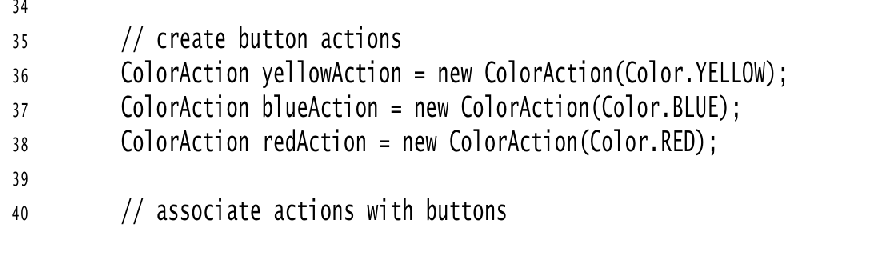 34
35 // create button actions
36 ColorAction yellowAction = new ColorAction(Color.YELLOW);
37 ColorAction blueAction = new ColorAction(Color.BLUE);
38 ColorAction redAction = new ColorAction(Color.RED);
39
40 // associate actions with buttons